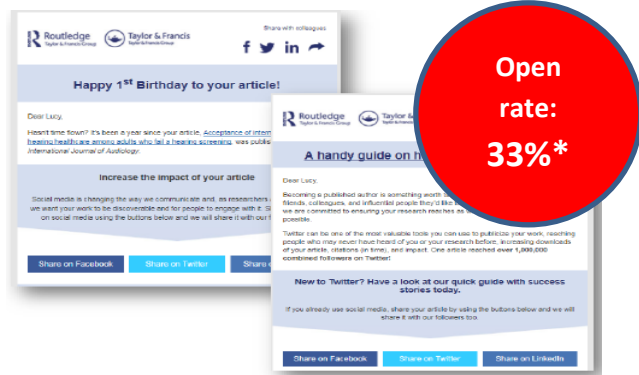 Routledge
Taylor & Francis Group
Taylor & Francis
Taylor & Francis Group
Share with colleagues
Happy 1st Birthday to your article!
Dear Lucy,
Hasn't time flown? It's been a year since your article, Acceptance of intern
hearing healthcare among adults who fail a hearing screening, was publis
International Journal of Audiology.
Increase the impact of your article
Social media is changing the way we communicate and, as researchers
we want your work to be discoverable and for people to engage with it. S
on social media using the buttons below and we will share it with our f
Share on Facebook
Share on Twitter
Share
Routledge
Taylor & Francis Group
Taylor &
A handy guide on h
Dear Lucy,
Becoming a published author is something worth
friends, colleagues, and influential people they'd like
we are committed to ensuring your research reaches as
possible.
Twitter can be one of the most valuable tools you can use to publicize your work, reaching
people who may never have heard of you or your research before, increasing downloads
of your article, citations (in time), and impact. One article reached over 1,000,000
combined followers on Twitter!
New to Twitter? Have a look at our quick guide with success
stories today.
If you already use social media, share your article by using the buttons below and we will
share it with our followers too.
Share on Facebook
Share on Twitter
Share on LinkedIn
Open
rate:
33%*